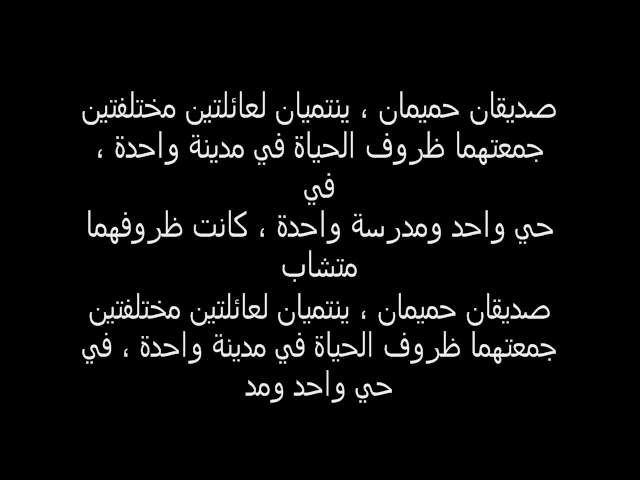 صديقان حميمان ، ينتميان لعائلتين مختلفتين
جمعتهما ظروف الحياة في مدينة واحدة ،
في
حي واحد ومدرسة واحدة ، كانت ظروفهما
متشاب
صديقان حميمان ، ينتميان لعائلتين مختلفتين
جمعتهما ظروف الحياة في مدينة واحدة ، في
حي واحد ومد